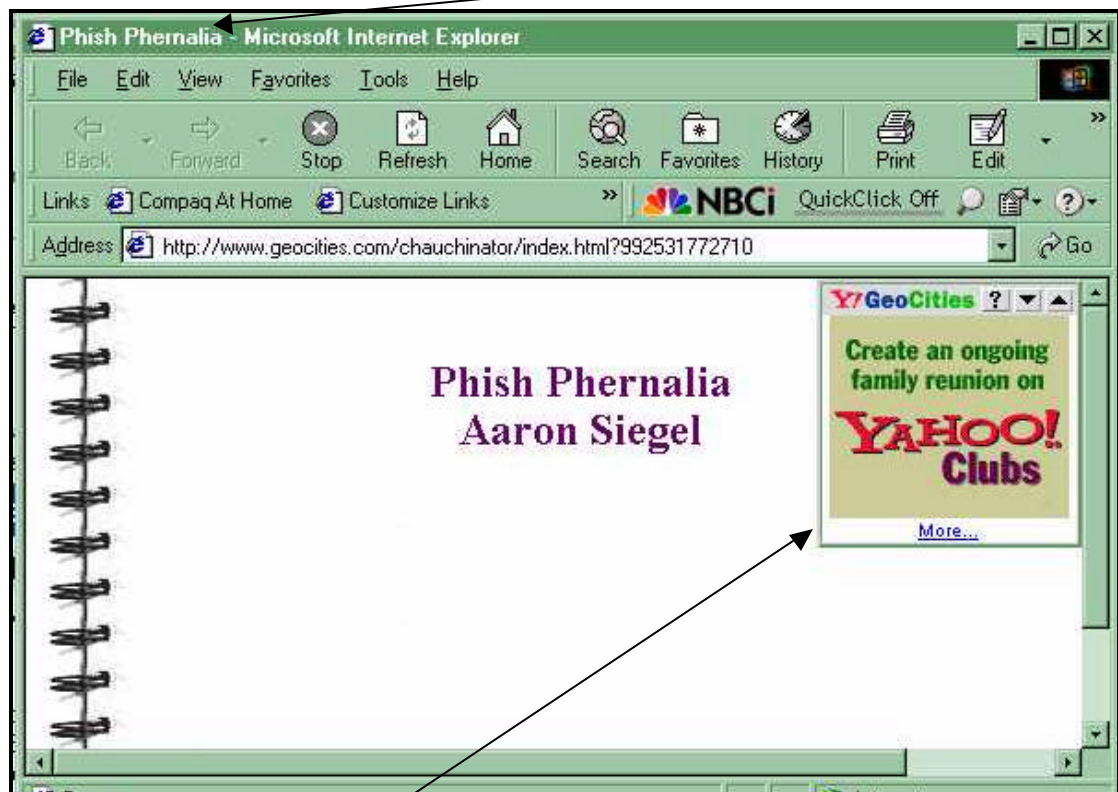 Phish Phernalia - Microsoft Internet Explorer
File Edit View Favorites Tools Help
Back Forward Stop Refresh Home Search Favorites History Print Edit »
Links Compaq At Home Customize Links » NBCi QuickClick Off ?
Address http://www.geocities.com/chauchinator/index.html?992531772710 Go
Y! GeoCities ?
Create an ongoing
family reunion on
YAHOO!
Clubs
More...
Phish Phernalia
Aaron Siegel